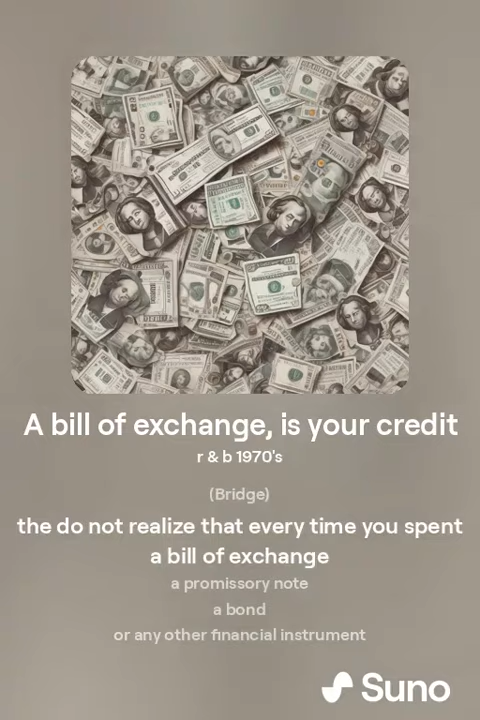 A bill of exchange, is your credit
r & b 1970's
(Bridge)
the do not realize that every time you spent
a bill of exchange
a promissory note
a bond
or any other financial instrument
Suno